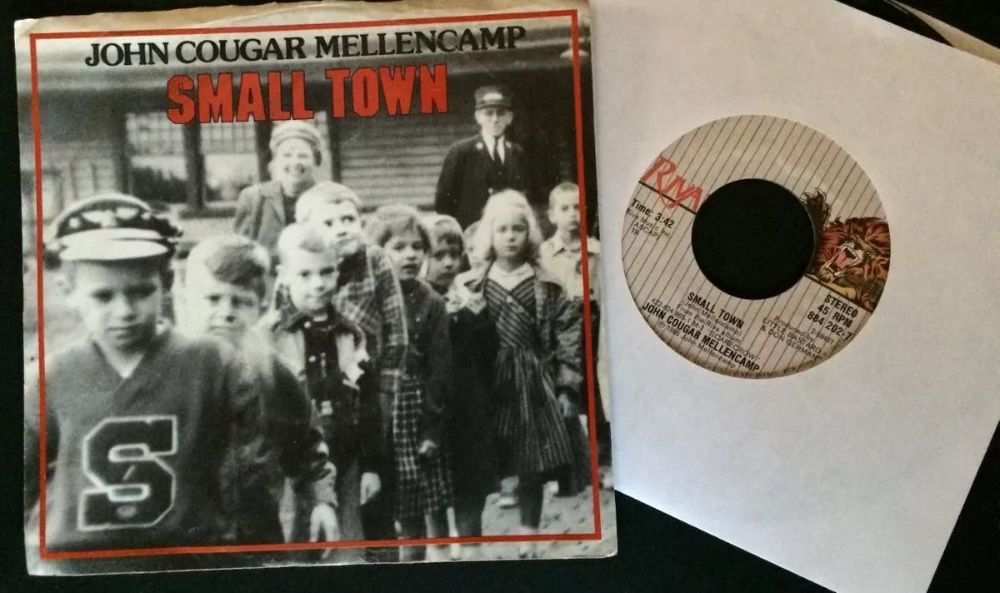 JOHN COUGAR MELLENCAMP
SMALL TOWN
S
RIVA
Time: 3:42
(ASCAP)
STEREO
45 RPM
884 202-7
SMALL TOWN
JOHN COUGAR MELLENCAMP